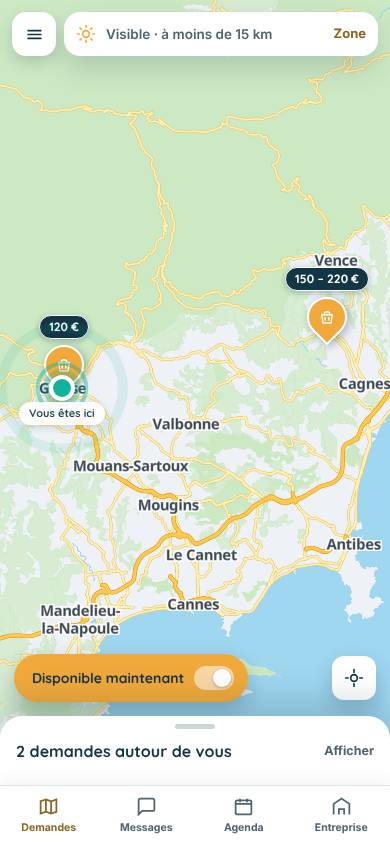 Visible · à moins de 15 km
Zone
Vence
150 – 220 €
120 €
Cagnes
Vous êtes ici
Valbonne
Mouans-Sartoux
Mougins
Antibes
Le Cannet
Cannes
Mandelieu-
la-Napoule
Disponible maintenant
2 demandes autour de vous
Afficher
Demandes
Messages
Agenda
Entreprise